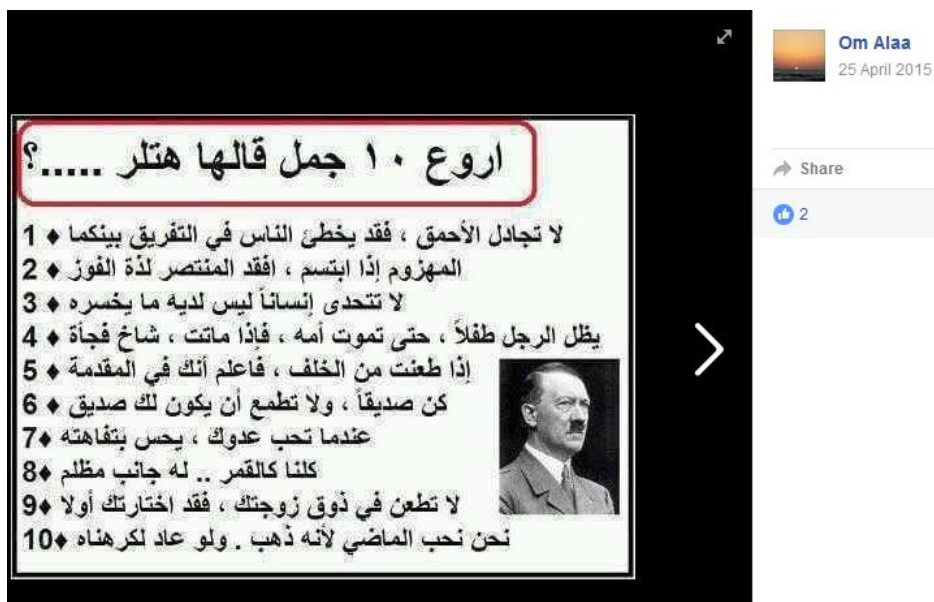 اروع ١٠ جمل قالها هتلر .....؟
1 ♦ لا تجادل الأحمق ، فقد يخطئ الناس في التفريق بينكما
2 ♦ المهزوم إذا ابتسم ، افقد المنتصر لذة الفوز
3 ♦ لا تتحدى إنساناً ليس لديه ما يخسره
4 ♦ يظل الرجل طفلاً ، حتى تموت أمه ، فإذا ماتت ، شاخ فجأة
5 ♦ إذا طعنت من الخلف ، فاعلم أنك في المقدمة
6 ♦ كن صديقاً ، ولا تطمع أن يكون لك صديق
7♦ عندما تحب عدوك ، يحس بتفاهته
8♦ كلنا كالقمر .. له جانب مظلم
9♦ لا تطعن في ذوق زوجتك ، فقد اختارتك أولا
10♦ نحن نحب الماضي لأنه ذهب . ولو عاد لكرهناه
Om Alaa
25 April 2015
Share
2